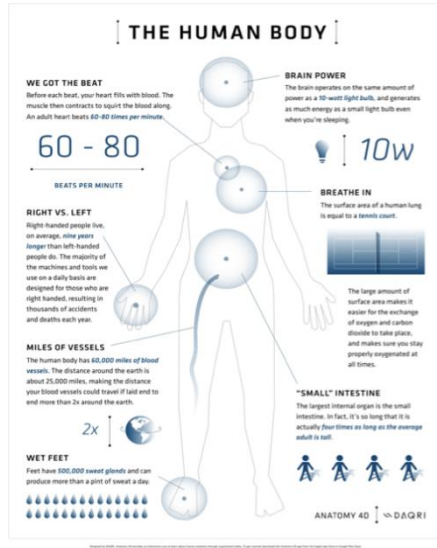 THE HUMAN BODY
WE GOT THE BEAT
Before each beat, your heart fills with blood. The
muscle then contracts to squirt the blood along.
An adult heart beats 60-80 times per minute.
60 - 80
BEATS PER MINUTE
RIGHT VS. LEFT
Right-handed people live,
on average, nine years
longer than left-handed
people do. The majority of
the machines and tools we
use on a daily basis are
designed for those who are
right handed, resulting in
thousands of accidents
and deaths each year.
MILES OF VESSELS
The human body has 60,000 miles of blood
vessels. The distance around the earth is
about 25,000 miles, making the distance
your blood vessels could travel if laid end to
end more than 2x around the earth.
2x
WET FEET
Feet have 500,000 sweat glands and can
produce more than a pint of sweat a day.
BRAIN POWER
The brain operates on the same amount of
power as a 10-watt light bulb, and generates
as much energy as a small light bulb even
when you're sleeping.
10w
BREATHE IN
The surface area of a human lung
is equal to a tennis court.
The large amount of
surface area makes it
easier for the exchange
of oxygen and carbon
dioxide to take place,
and makes sure you stay
properly oxygenated at
all times.
"SMALL" INTESTINE
The largest internal organ is the small
intestine. In fact, it's so long that it is
actually four times as long as the average
adult is tall.
ANATOMY 4D
DAQRI